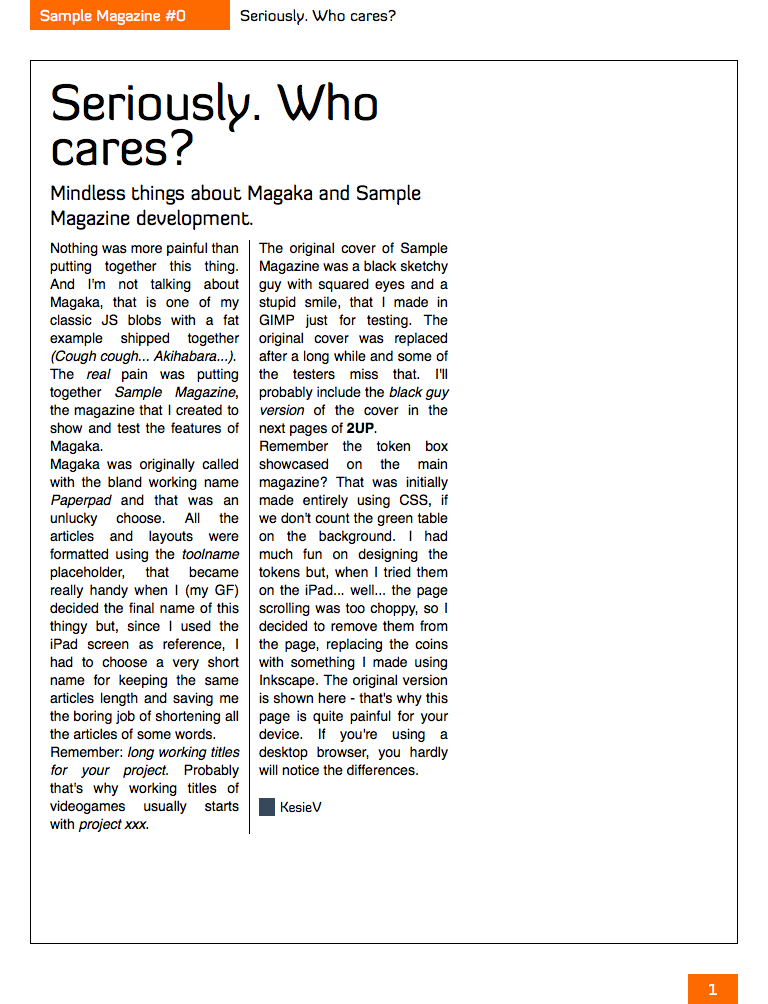 Sample Magazine #0
Seriously. Who cares?
Seriously. Who
cares?
Mindless things about Magaka and Sample
Magazine development.
Nothing was more painful than
putting together this thing.
And I'm not talking about
Magaka, that is one of my
classic JS blobs with a fat
example shipped together
(Cough cough... Akihabara...).
The real pain was putting
together Sample Magazine,
the magazine that I created to
show and test the features of
Magaka.
Magaka was originally called
with the bland working name
Paperpad and that was an
unlucky choose. All the
articles and layouts were
formatted using the toolname
placeholder, that became
really handy when I (my GF)
decided the final name of this
thingy but, since I used the
iPad screen as reference, I
had to choose a very short
name for keeping the same
articles length and saving me
the boring job of shortening all
the articles of some words.
Remember: long working titles
for your project. Probably
that's why working titles of
videogames usually starts
with project xxx.
The original cover of Sample
Magazine was a black sketchy
guy with squared eyes and a
stupid smile, that I made in
GIMP just for testing. The
original cover was replaced
after a long while and some of
the testers miss that. I'll
probably include the black guy
version of the cover in the
next pages of 2UP.
Remember the token box
showcased on the main
magazine? That was initially
made entirely using CSS, if
we don't count the green table
on the background. I had
much fun on designing the
tokens but, when I tried them
on the iPad... well... the page
scrolling was too choppy, so I
decided to remove them from
the page, replacing the coins
with something I made using
Inkscape. The original version
is shown here - that's why this
page is quite painful for your
device. If you're using a
desktop browser, you hardly
will notice the differences.
KesieV
1